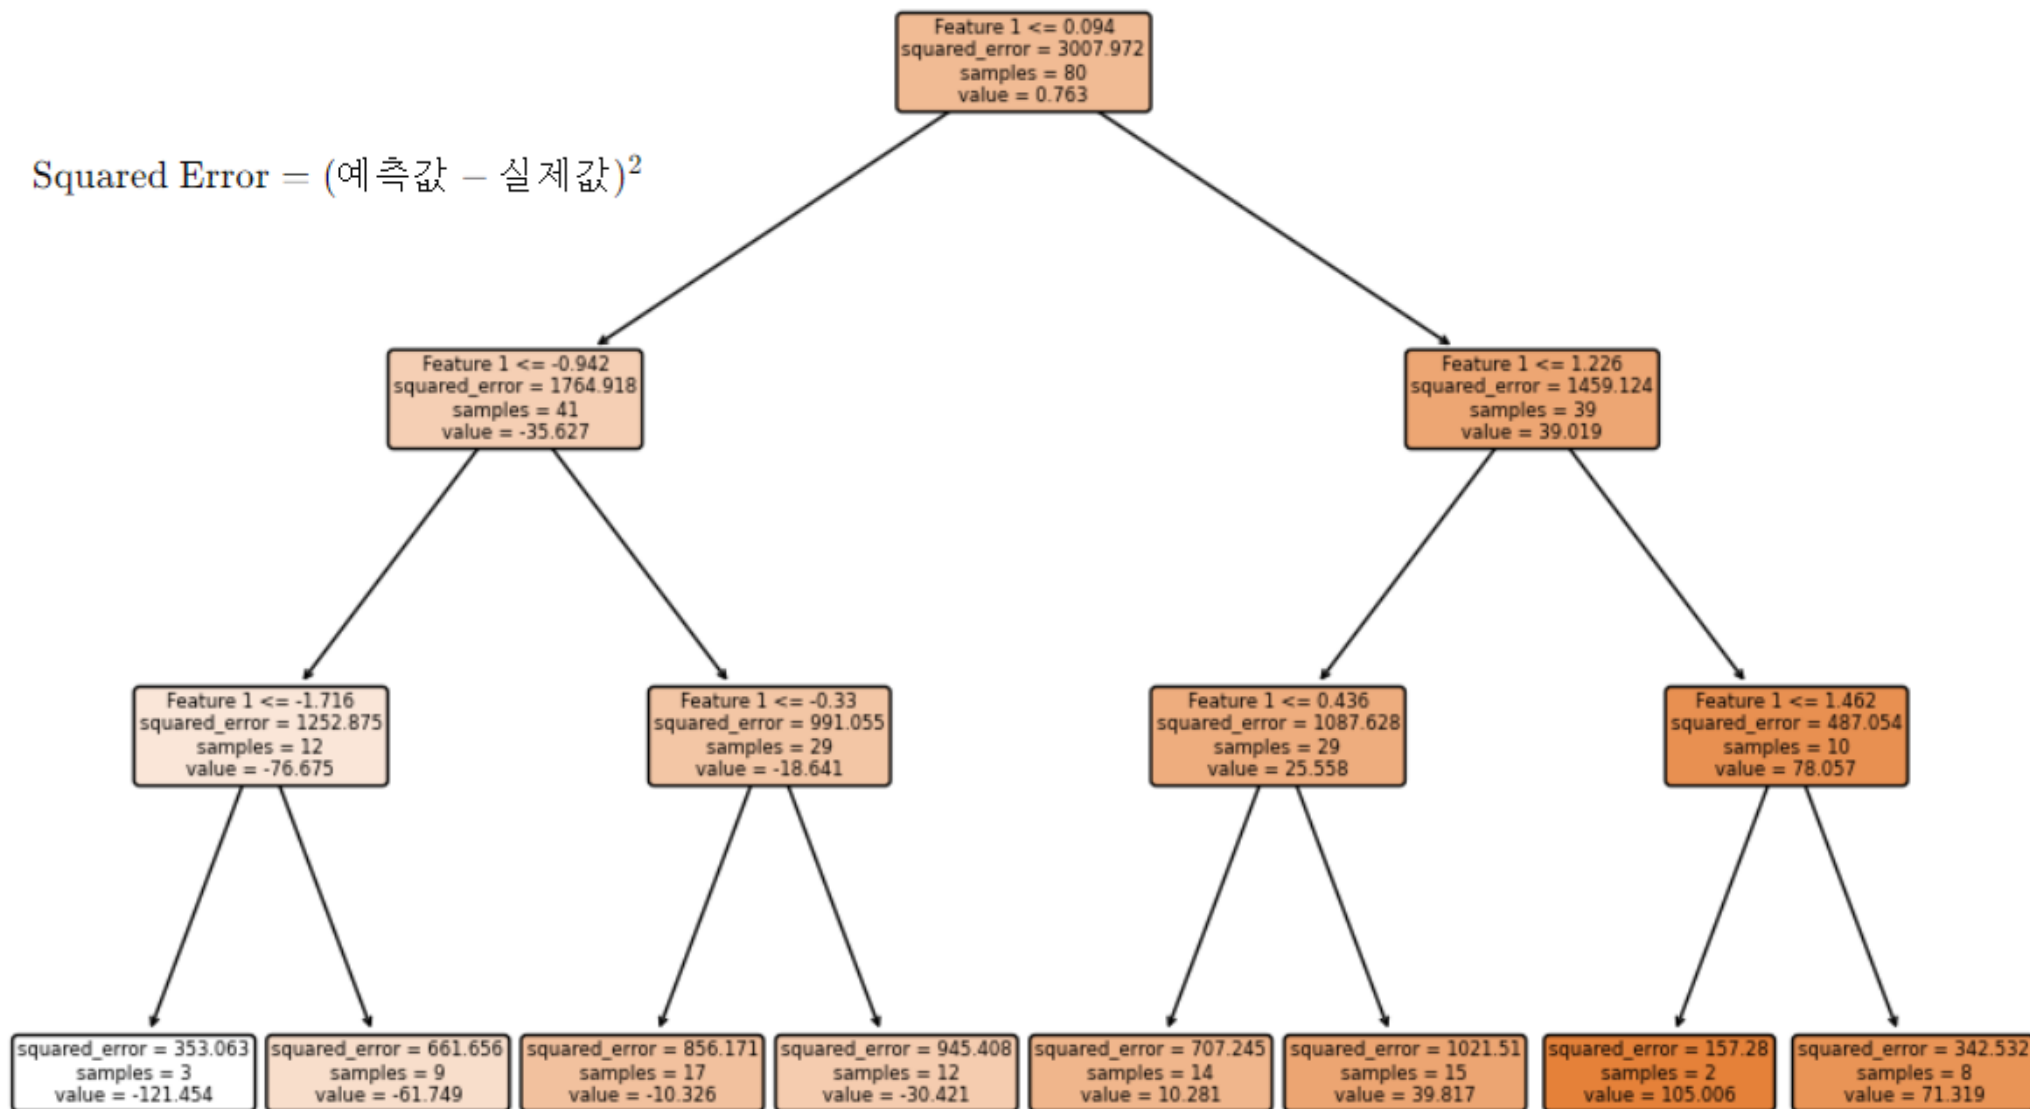 Feature 1 <= 0.094
squared_error = 3007.972
samples = 80
value = 0.763
Squared Error = (예측값 − 실제값)²
Feature 1 <= -0.942
squared_error = 1764.918
samples = 41
value = -35.627
Feature 1 <= 1.226
squared_error = 1459.124
samples = 39
value = 39.019
Feature 1 <= -1.716
squared_error = 1252.875
samples = 12
value = -76.675
Feature 1 <= -0.33
squared_error = 991.055
samples = 29
value = -18.641
Feature 1 <= 0.436
squared_error = 1087.628
samples = 29
value = 25.558
Feature 1 <= 1.462
squared_error = 487.054
samples = 10
value = 78.057
squared_error = 353.063
samples = 3
value = -121.454
squared_error = 661.656
samples = 9
value = -61.749
squared_error = 856.171
samples = 17
value = -10.326
squared_error = 945.408
samples = 12
value = -30.421
squared_error = 707.245
samples = 14
value = 10.281
squared_error = 1021.51
samples = 15
value = 39.817
squared_error = 157.28
samples = 2
value = 105.006
squared_error = 342.532
samples = 8
value = 71.319